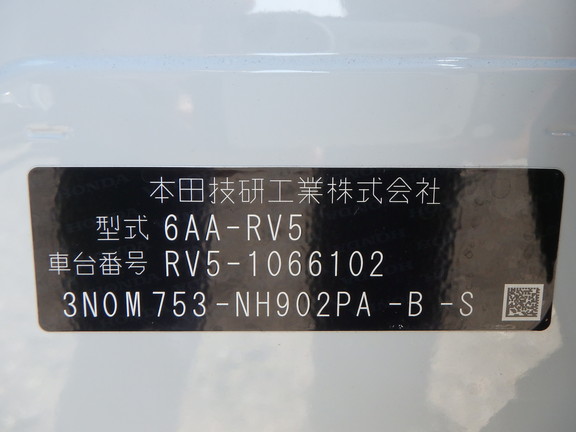 本田技研工業株式会社
型式 6AA-RV5
車台番号 RV5-1066102
3N0M753-NH902PA -B -S